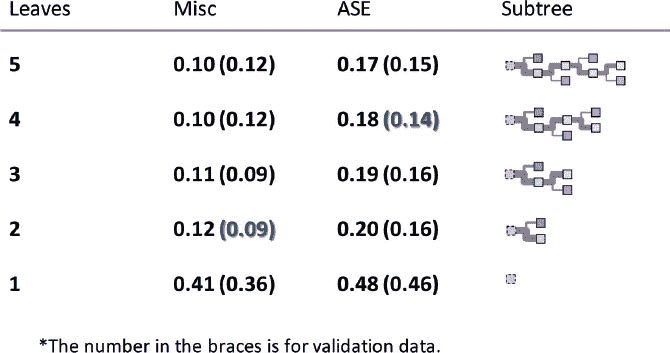 Leaves Misc ASE Subtree
5 0.10 (0.12) 0.17 (0.15)
4 0.10 (0.12) 0.18 (0.14)
3 0.11 (0.09) 0.19 (0.16)
2 0.12 (0.09) 0.20 (0.16)
1 0.41 (0.36) 0.48 (0.46)
*The number in the braces is for validation data.